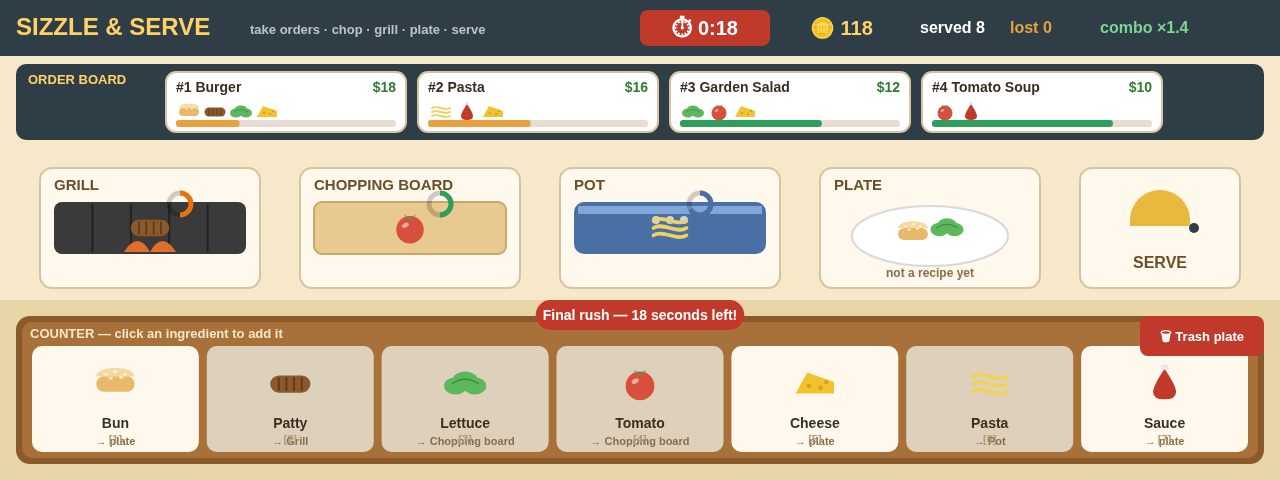 SIZZLE & SERVE
take orders · chop · grill · plate · serve
0:18
118
served 8
lost 0
combo ×1.4
ORDER BOARD
#1 Burger $18
#2 Pasta $16
#3 Garden Salad $12
#4 Tomato Soup $10
GRILL
CHOPPING BOARD
POT
PLATE
not a recipe yet
SERVE
Final rush — 18 seconds left!
COUNTER — click an ingredient to add it
Trash plate
Bun
→ plate
Patty
→ Grill
Lettuce
→ Chopping board
Tomato
→ Chopping board
Cheese
→ plate
Pasta
→ Pot
Sauce
→ plate